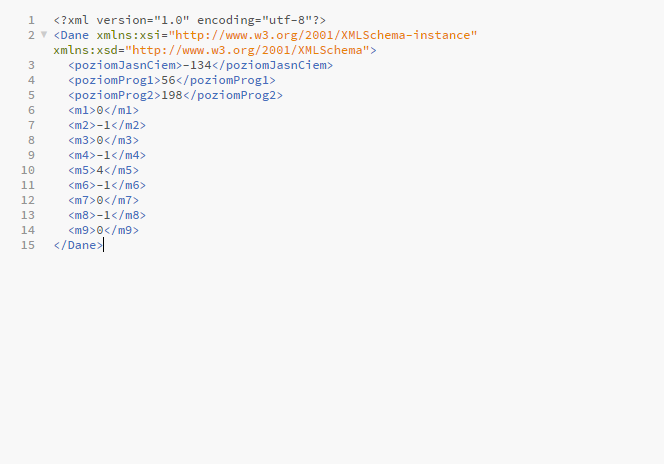 1 <?xml version="1.0" encoding="utf-8"?>
2 <Dane xmlns:xsi="http://www.w3.org/2001/XMLSchema-instance"
xmlns:xsd="http://www.w3.org/2001/XMLSchema">
3 <poziomJasnCiem>-134</poziomJasnCiem>
4 <poziomProg1>56</poziomProg1>
5 <poziomProg2>198</poziomProg2>
6 <m1>0</m1>
7 <m2>-1</m2>
8 <m3>0</m3>
9 <m4>-1</m4>
10 <m5>4</m5>
11 <m6>-1</m6>
12 <m7>0</m7>
13 <m8>-1</m8>
14 <m9>0</m9>
15 </Dane>